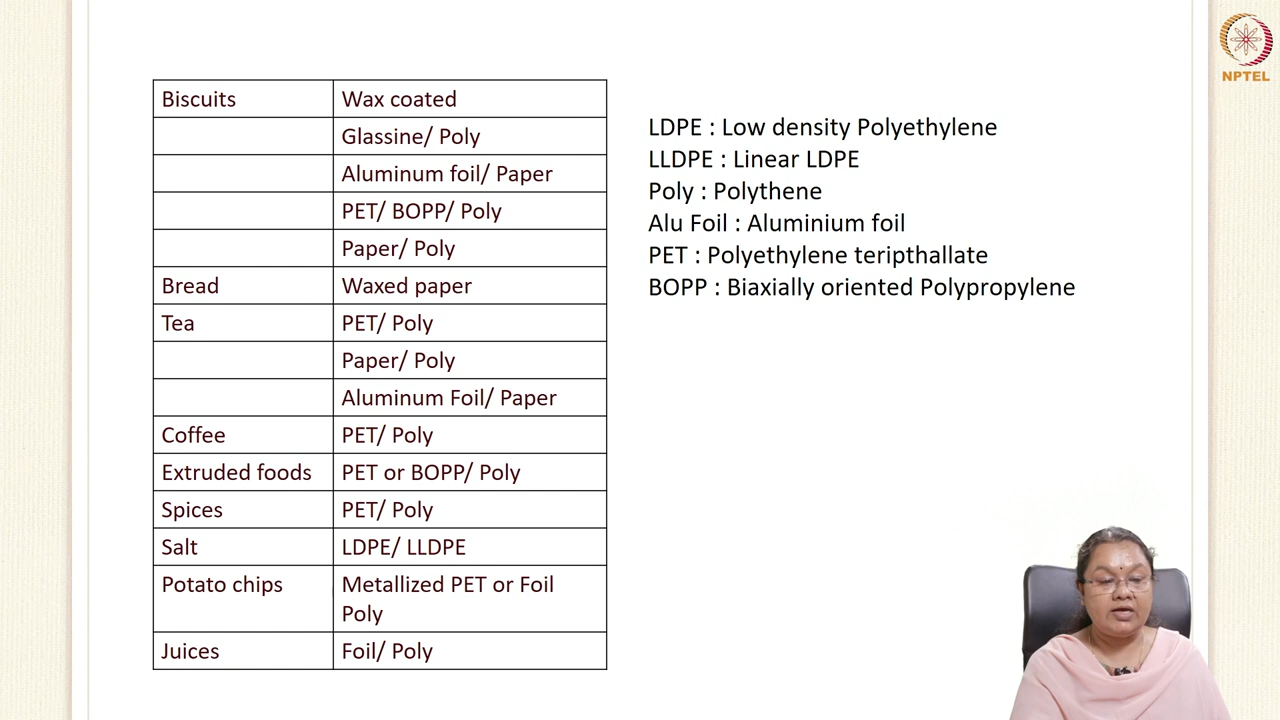 NPTEL
Biscuits Wax coated
Glassine/ Poly
Aluminum foil/ Paper
PET/ BOPP/ Poly
Paper/ Poly
Bread Waxed paper
Tea PET/ Poly
Paper/ Poly
Aluminum Foil/ Paper
Coffee PET/ Poly
Extruded foods PET or BOPP/ Poly
Spices PET/ Poly
Salt LDPE/ LLDPE
Potato chips Metallized PET or Foil
Poly
Juices Foil/ Poly
LDPE : Low density Polyethylene
LLDPE : Linear LDPE
Poly : Polythene
Alu Foil : Aluminium foil
PET : Polyethylene teripthallate
BOPP : Biaxially oriented Polypropylene